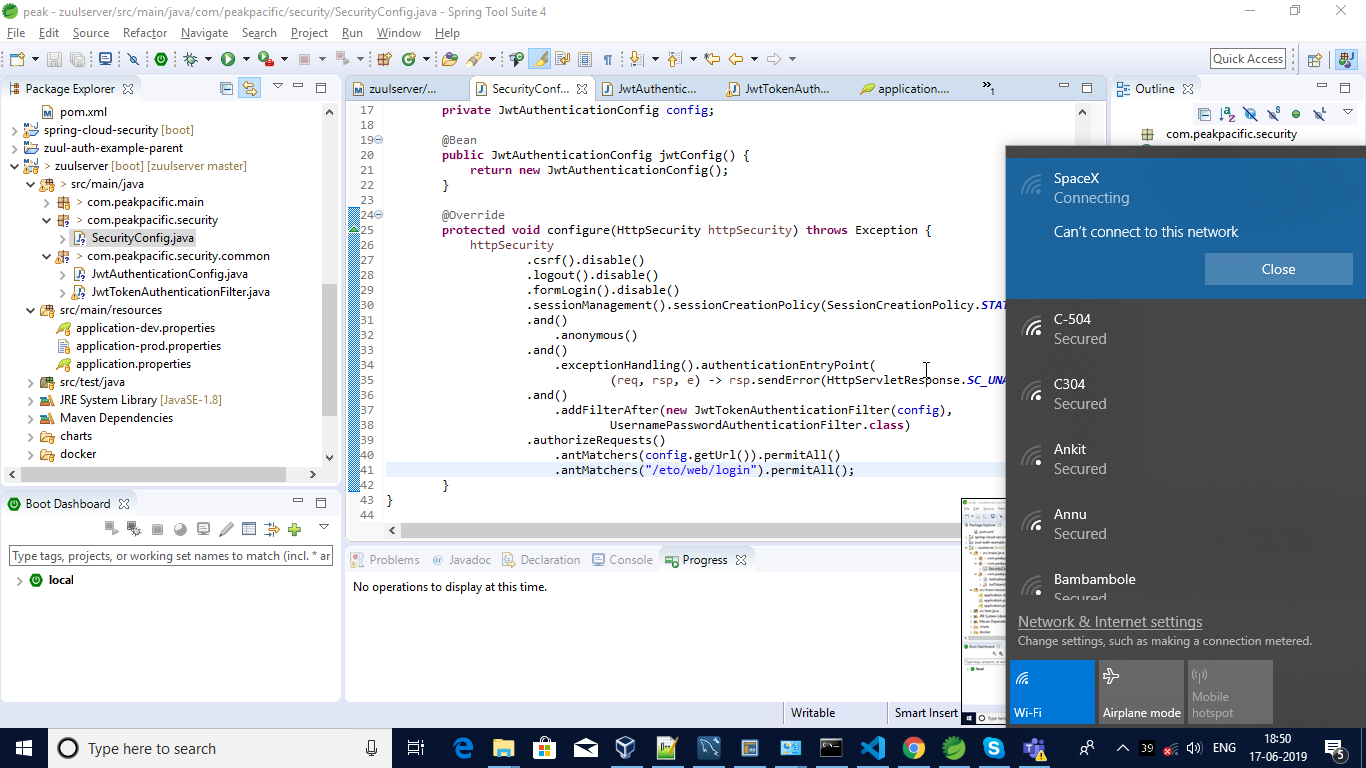 peak - zuulserver/src/main/java/com/peakpacific/security/SecurityConfig.java - Spring Tool Suite 4
File Edit Source Refactor Navigate Search Project Run Window Help
Quick Access
Package Explorer
pom.xml
spring-cloud-security [boot]
zuul-auth-example-parent
> zuulserver [boot] [zuulserver master]
> src/main/java
> com.peakpacific.main
> com.peakpacific.security
SecurityConfig.java
> com.peakpacific.security.common
JwtAuthenticationConfig.java
JwtTokenAuthenticationFilter.java
src/main/resources
application-dev.properties
application-prod.properties
application.properties
src/test/java
JRE System Library [JavaSE-1.8]
Maven Dependencies
charts
docker
Boot Dashboard
Type tags, projects, or working set names to match (incl. * ar
local
zuulserver/... SecurityConf... JwtAuthentic... JwtTokenAuth... application.... »1
17 private JwtAuthenticationConfig config;
18
19 @Bean
20 public JwtAuthenticationConfig jwtConfig() {
21 return new JwtAuthenticationConfig();
22 }
23
24 @Override
25 protected void configure(HttpSecurity httpSecurity) throws Exception {
26 httpSecurity
27 .csrf().disable()
28 .logout().disable()
29 .formLogin().disable()
30 .sessionManagement().sessionCreationPolicy(SessionCreationPolicy.STAT
31 .and()
32 .anonymous()
33 .and()
34 .exceptionHandling().authenticationEntryPoint(
35 (req, rsp, e) -> rsp.sendError(HttpServletResponse.SC_UNA
36 .and()
37 .addFilterAfter(new JwtTokenAuthenticationFilter(config),
38 UsernamePasswordAuthenticationFilter.class)
39 .authorizeRequests()
40 .antMatchers(config.getUrl()).permitAll()
41 .antMatchers("/eto/web/login").permitAll();
42 }
43 }
44
Problems @ Javadoc Declaration Console Progress
No operations to display at this time.
Writable Smart Insert
Outline
com.peakpacific.security
SpaceX
Connecting
Can't connect to this network
Close
C-504
Secured
C304
Secured
Ankit
Secured
Annu
Secured
Bambambole
Secured
Network & Internet settings
Change settings, such as making a connection metered.
Wi-Fi
Airplane mode
Mobile hotspot
Type here to search
39
ENG
18:50
17-06-2019
5